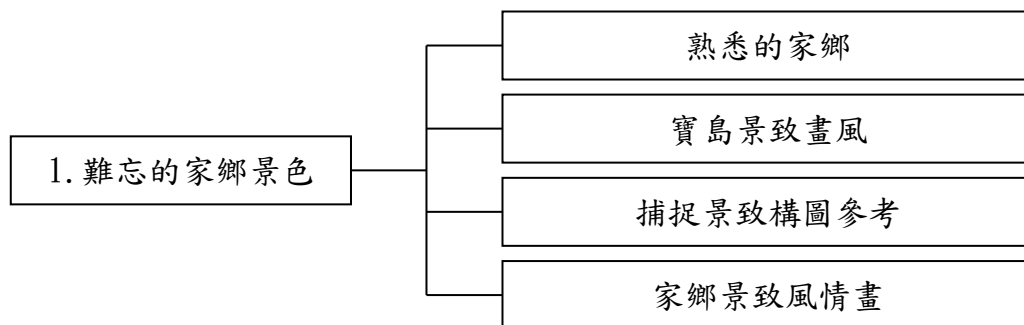 1.難忘的家鄉景色
熟悉的家鄉
寶島景致畫風
捕捉景致構圖參考
家鄉景致風情畫